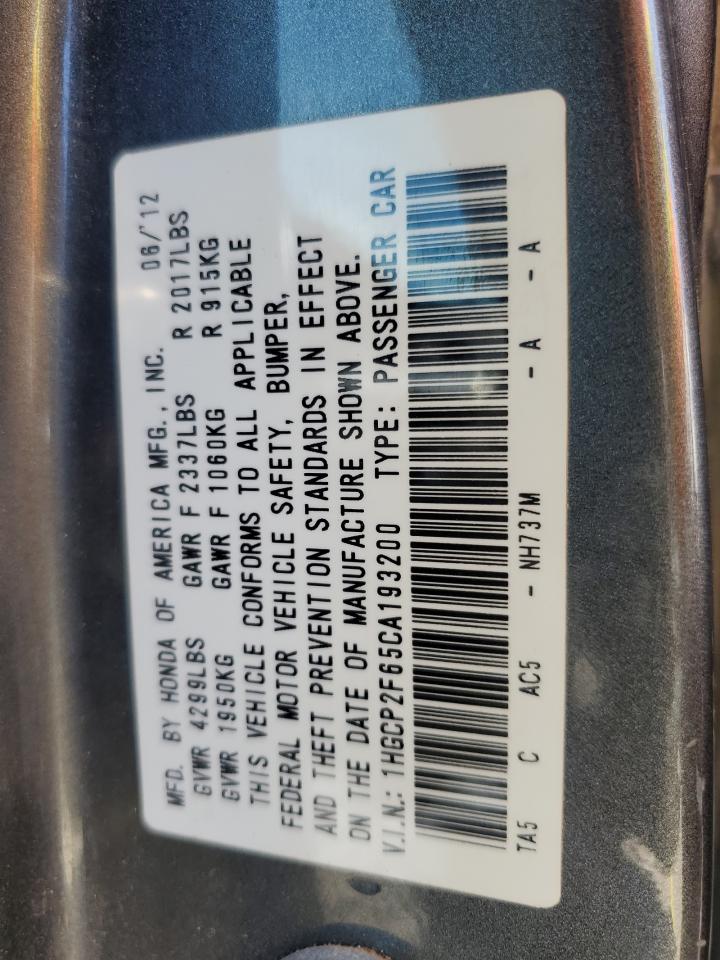 MFD. BY HONDA OF AMERICA MFG., INC. 06/'12
GVWR 4299LBS GAWR F 2337LBS R 2017LBS
GVWR 1950KG GAWR F 1060KG R 915KG
THIS VEHICLE CONFORMS TO ALL APPLICABLE
FEDERAL MOTOR VEHICLE SAFETY, BUMPER,
AND THEFT PREVENTION STANDARDS IN EFFECT
ON THE DATE OF MANUFACTURE SHOWN ABOVE.
V.I.N.: 1HGCP2F65CA193200 TYPE: PASSENGER CAR
TA5 C AC5 - NH737M - A - A